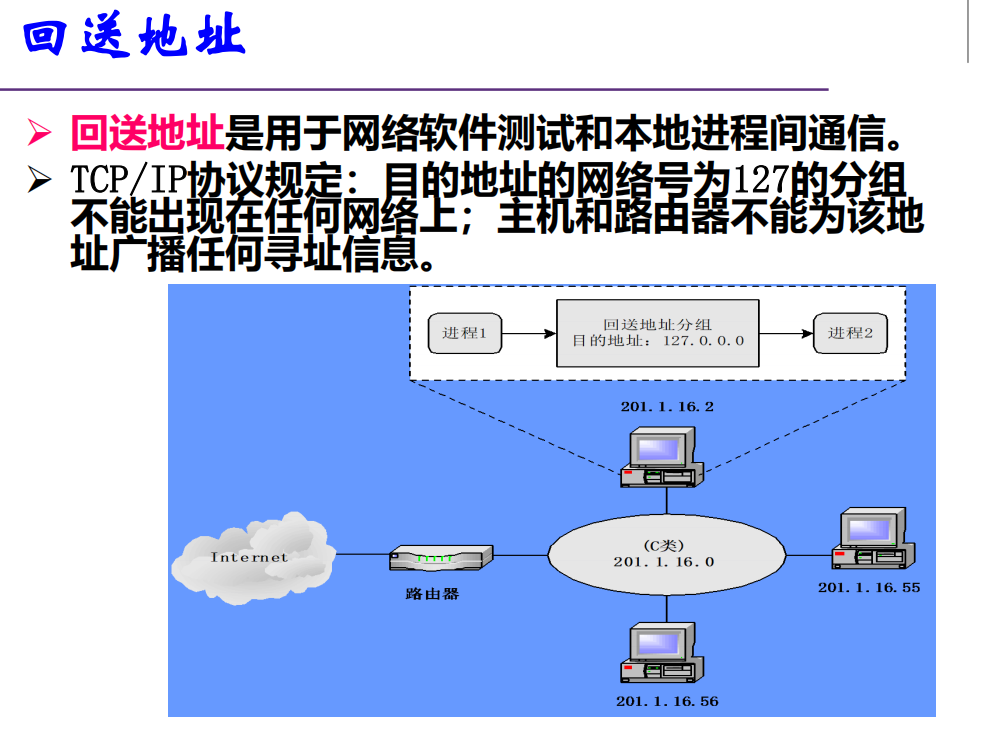 回送地址
回送地址是用于网络软件测试和本地进程间通信。
TCP/IP协议规定：目的地址的网络号为127的分组
不能出现在任何网络上；主机和路由器不能为该地
址广播任何寻址信息。
进程1
回送地址分组
目的地址：127.0.0.0
进程2
201.1.16.2
Internet
路由器
(C类)
201.1.16.0
201.1.16.55
201.1.16.56